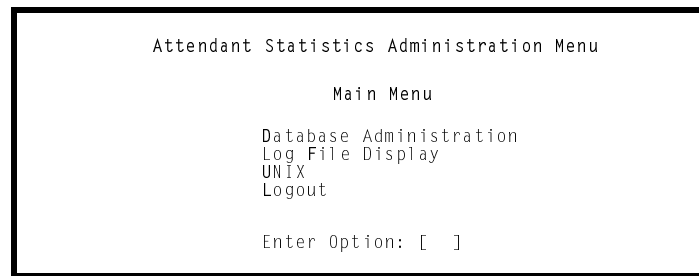 Attendant Statistics Administration Menu
Main Menu
Database Administration
Log File Display
UNIX
Logout
Enter Option: [ ]